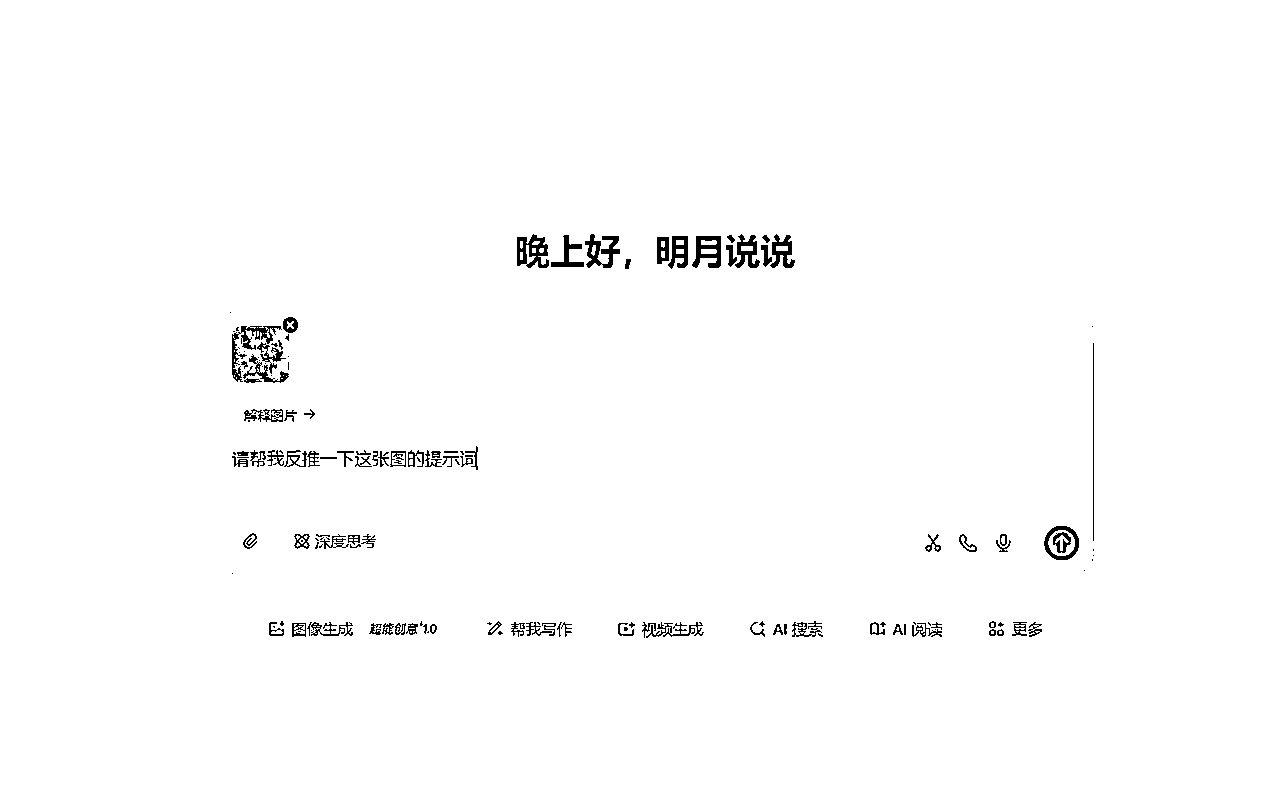 晚上好，明月说说
解释图片 →
请帮我反推一下这张图的提示词
深度思考
图像生成 超能创意1.0 帮我写作 视频生成 AI 搜索 AI 阅读 更多